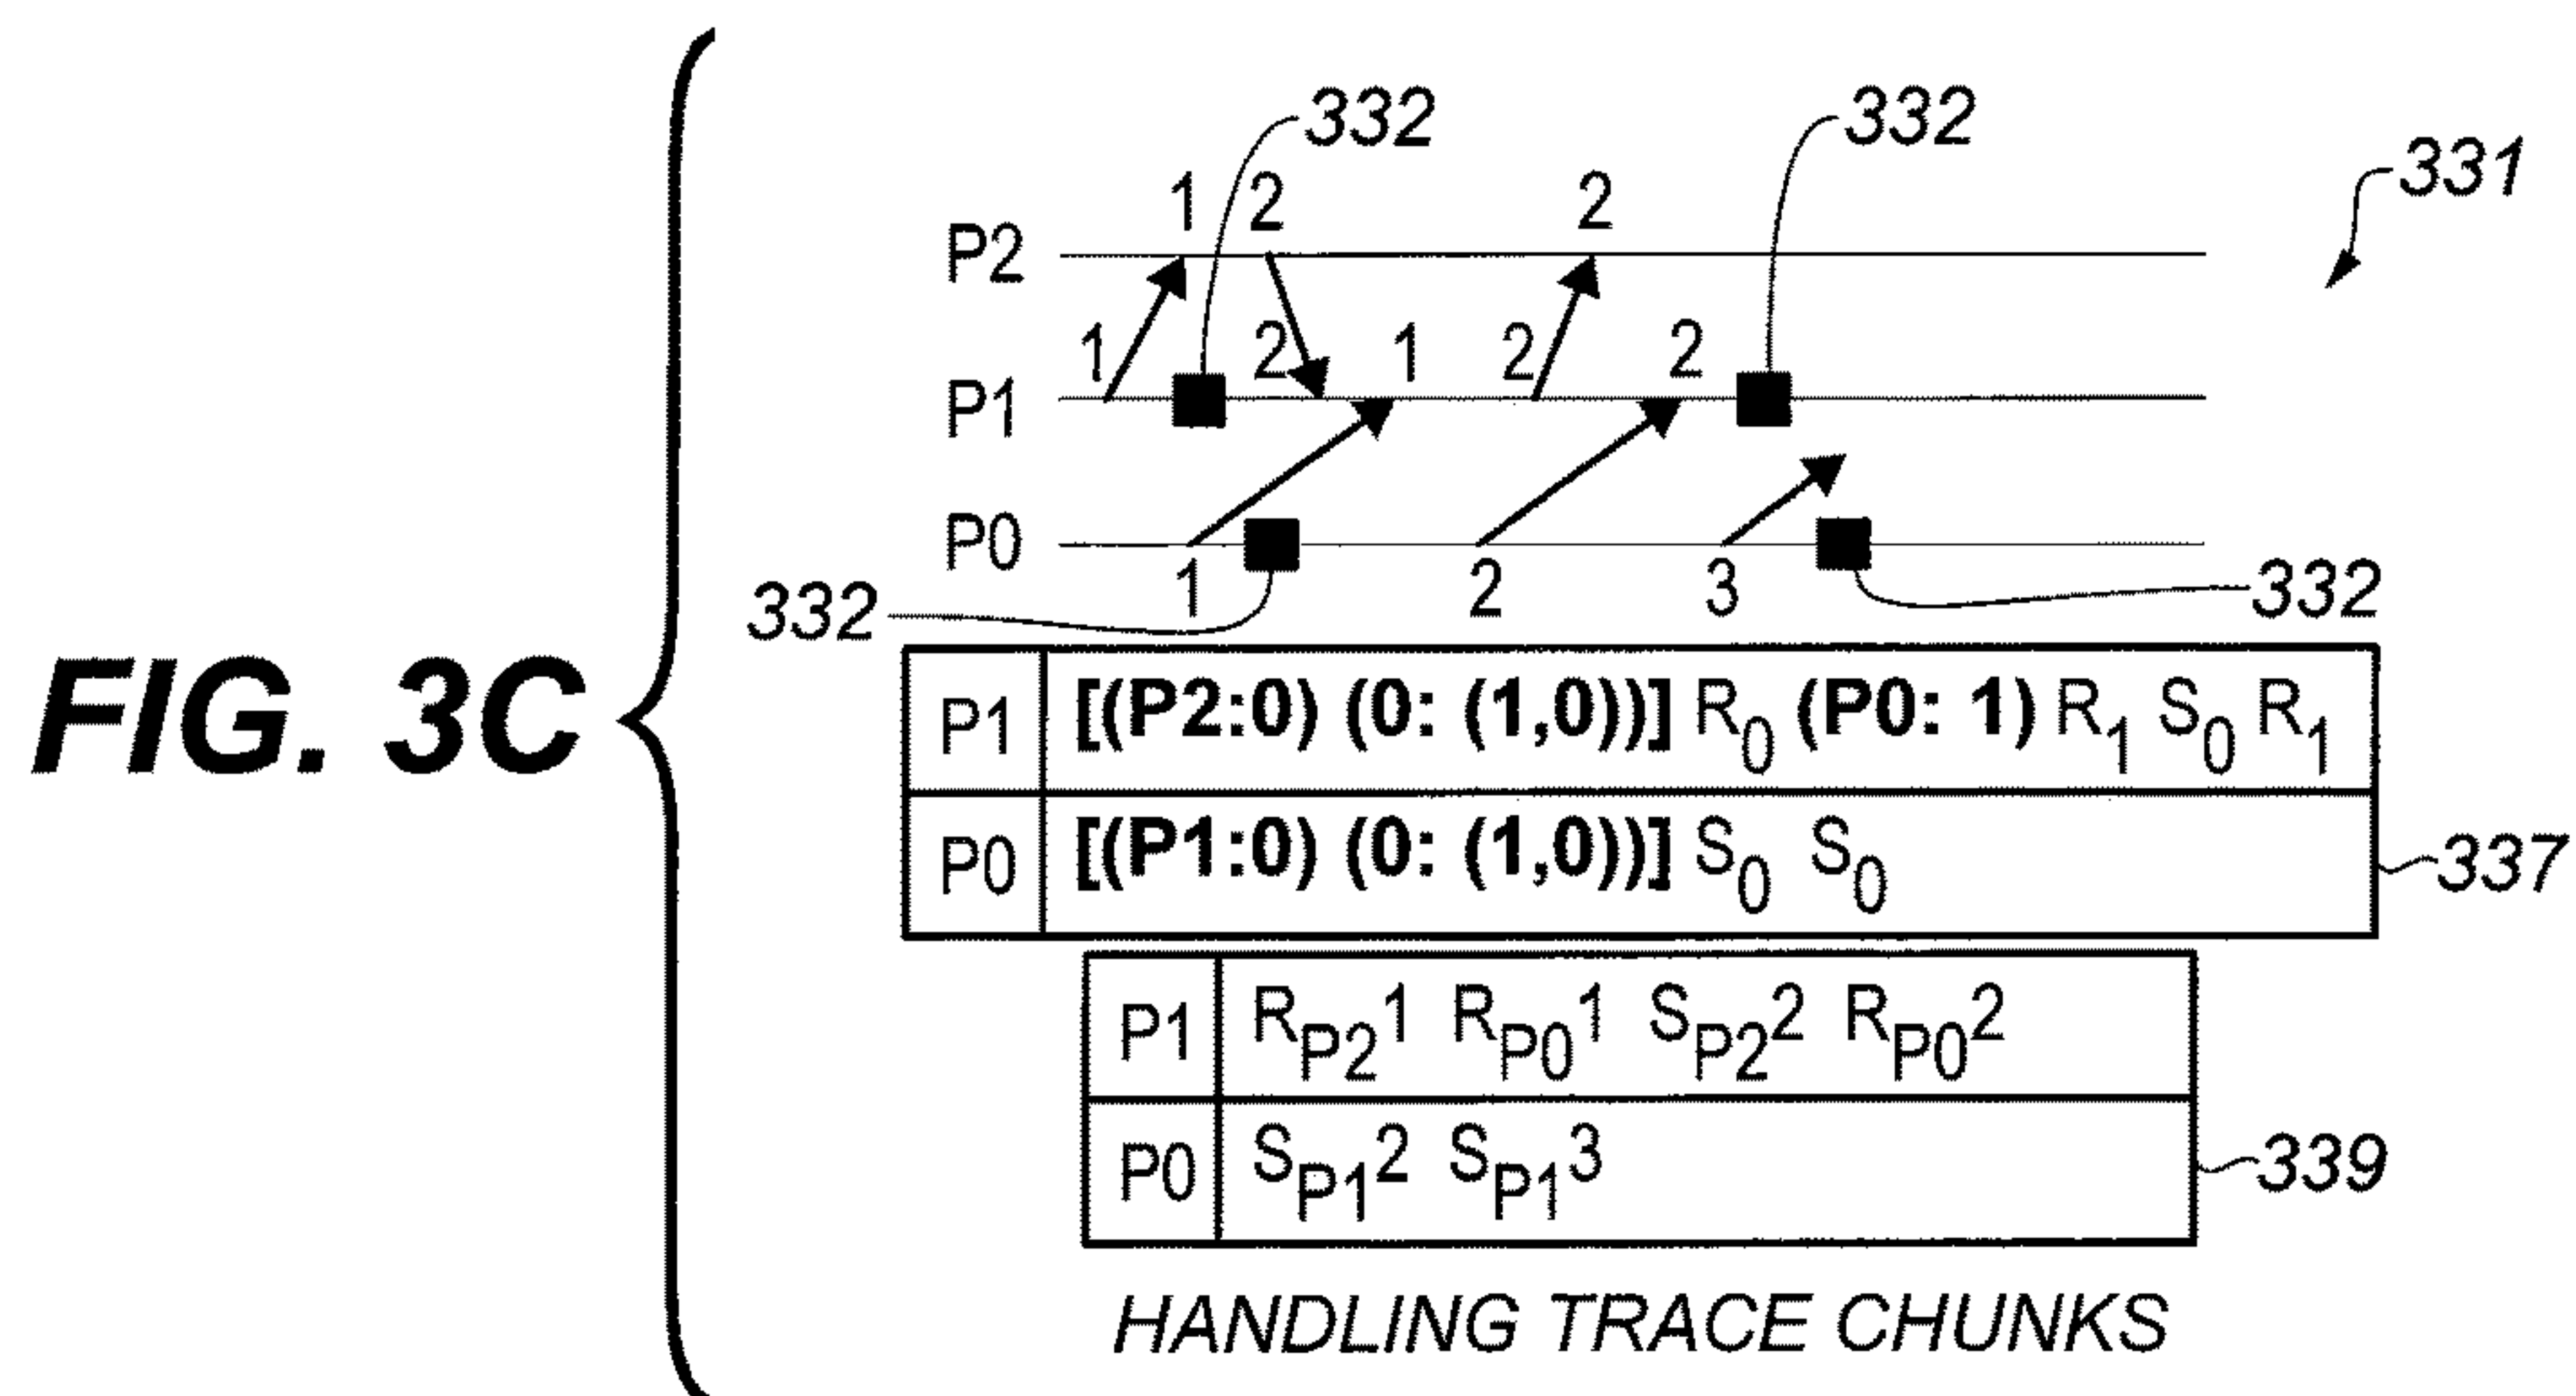 FIG. 3C
332 332
331
1 2 2
P2
1 2 1 2 2
P1
P0
1 2 3
332 332
P1 [(P2:0) (0: (1,0))] R0 (P0: 1) R1 S0 R1
P0 [(P1:0) (0: (1,0))] S0 S0
337
P1 RP21 RP01 SP22 RP02
P0 SP12 SP13
339
HANDLING TRACE CHUNKS